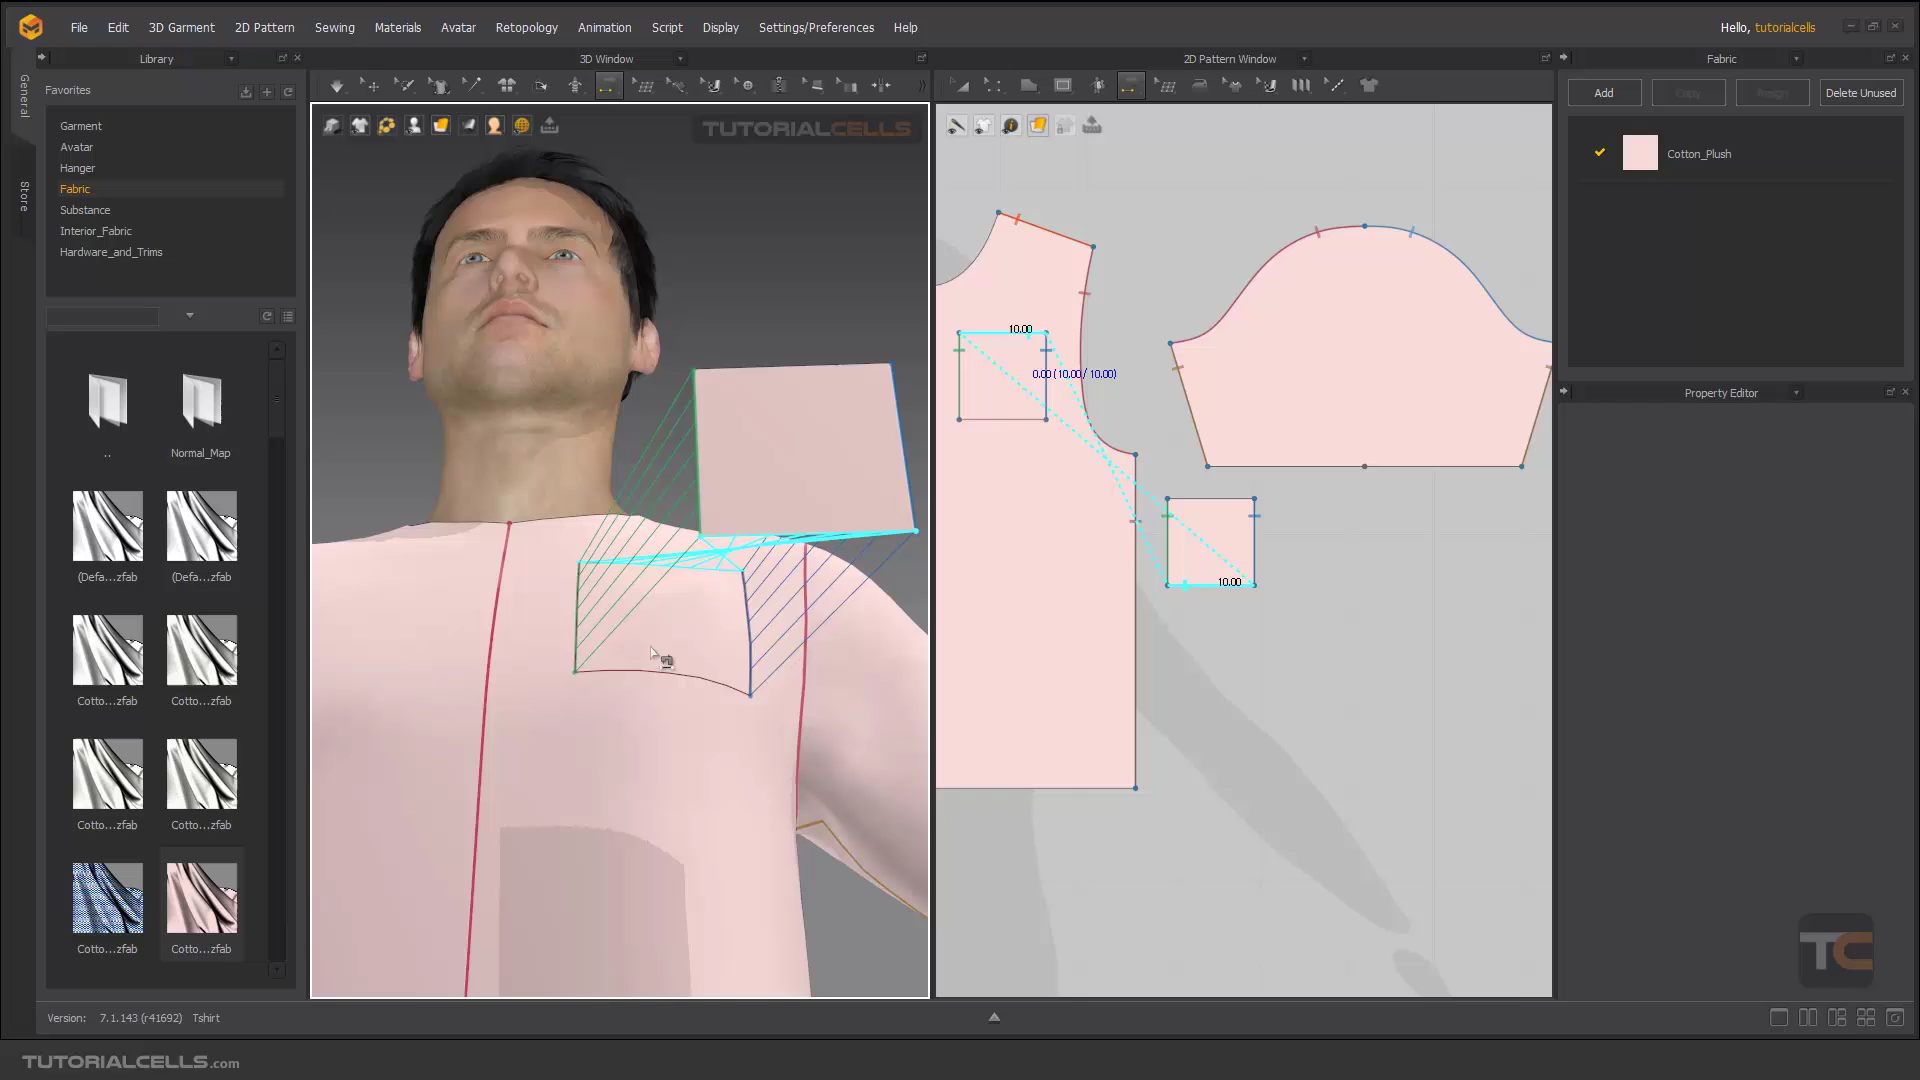 File Edit 3D Garment 2D Pattern Sewing Materials Avatar Retopology Animation Script Display Settings/Preferences Help
Hello, tutorialcells
Library
3D Window
2D Pattern Window
Fabric
General
Store
Favorites
Garment
Avatar
Hanger
Fabric
Substance
Interior_Fabric
Hardware_and_Trims
..
Normal_Map
(Defa...zfab
(Defa...zfab
Cotto...zfab
Cotto...zfab
Cotto...zfab
Cotto...zfab
Cotto...zfab
Cotto...zfab
TUTORIALCELLS
10.00
0.00 (10.00 / 10.00)
10.00
Add
Copy
Assign
Delete Unused
Cotton_Plush
Property Editor
TC
Version: 7.1.143 (r41692) Tshirt
TUTORIALCELLS.com